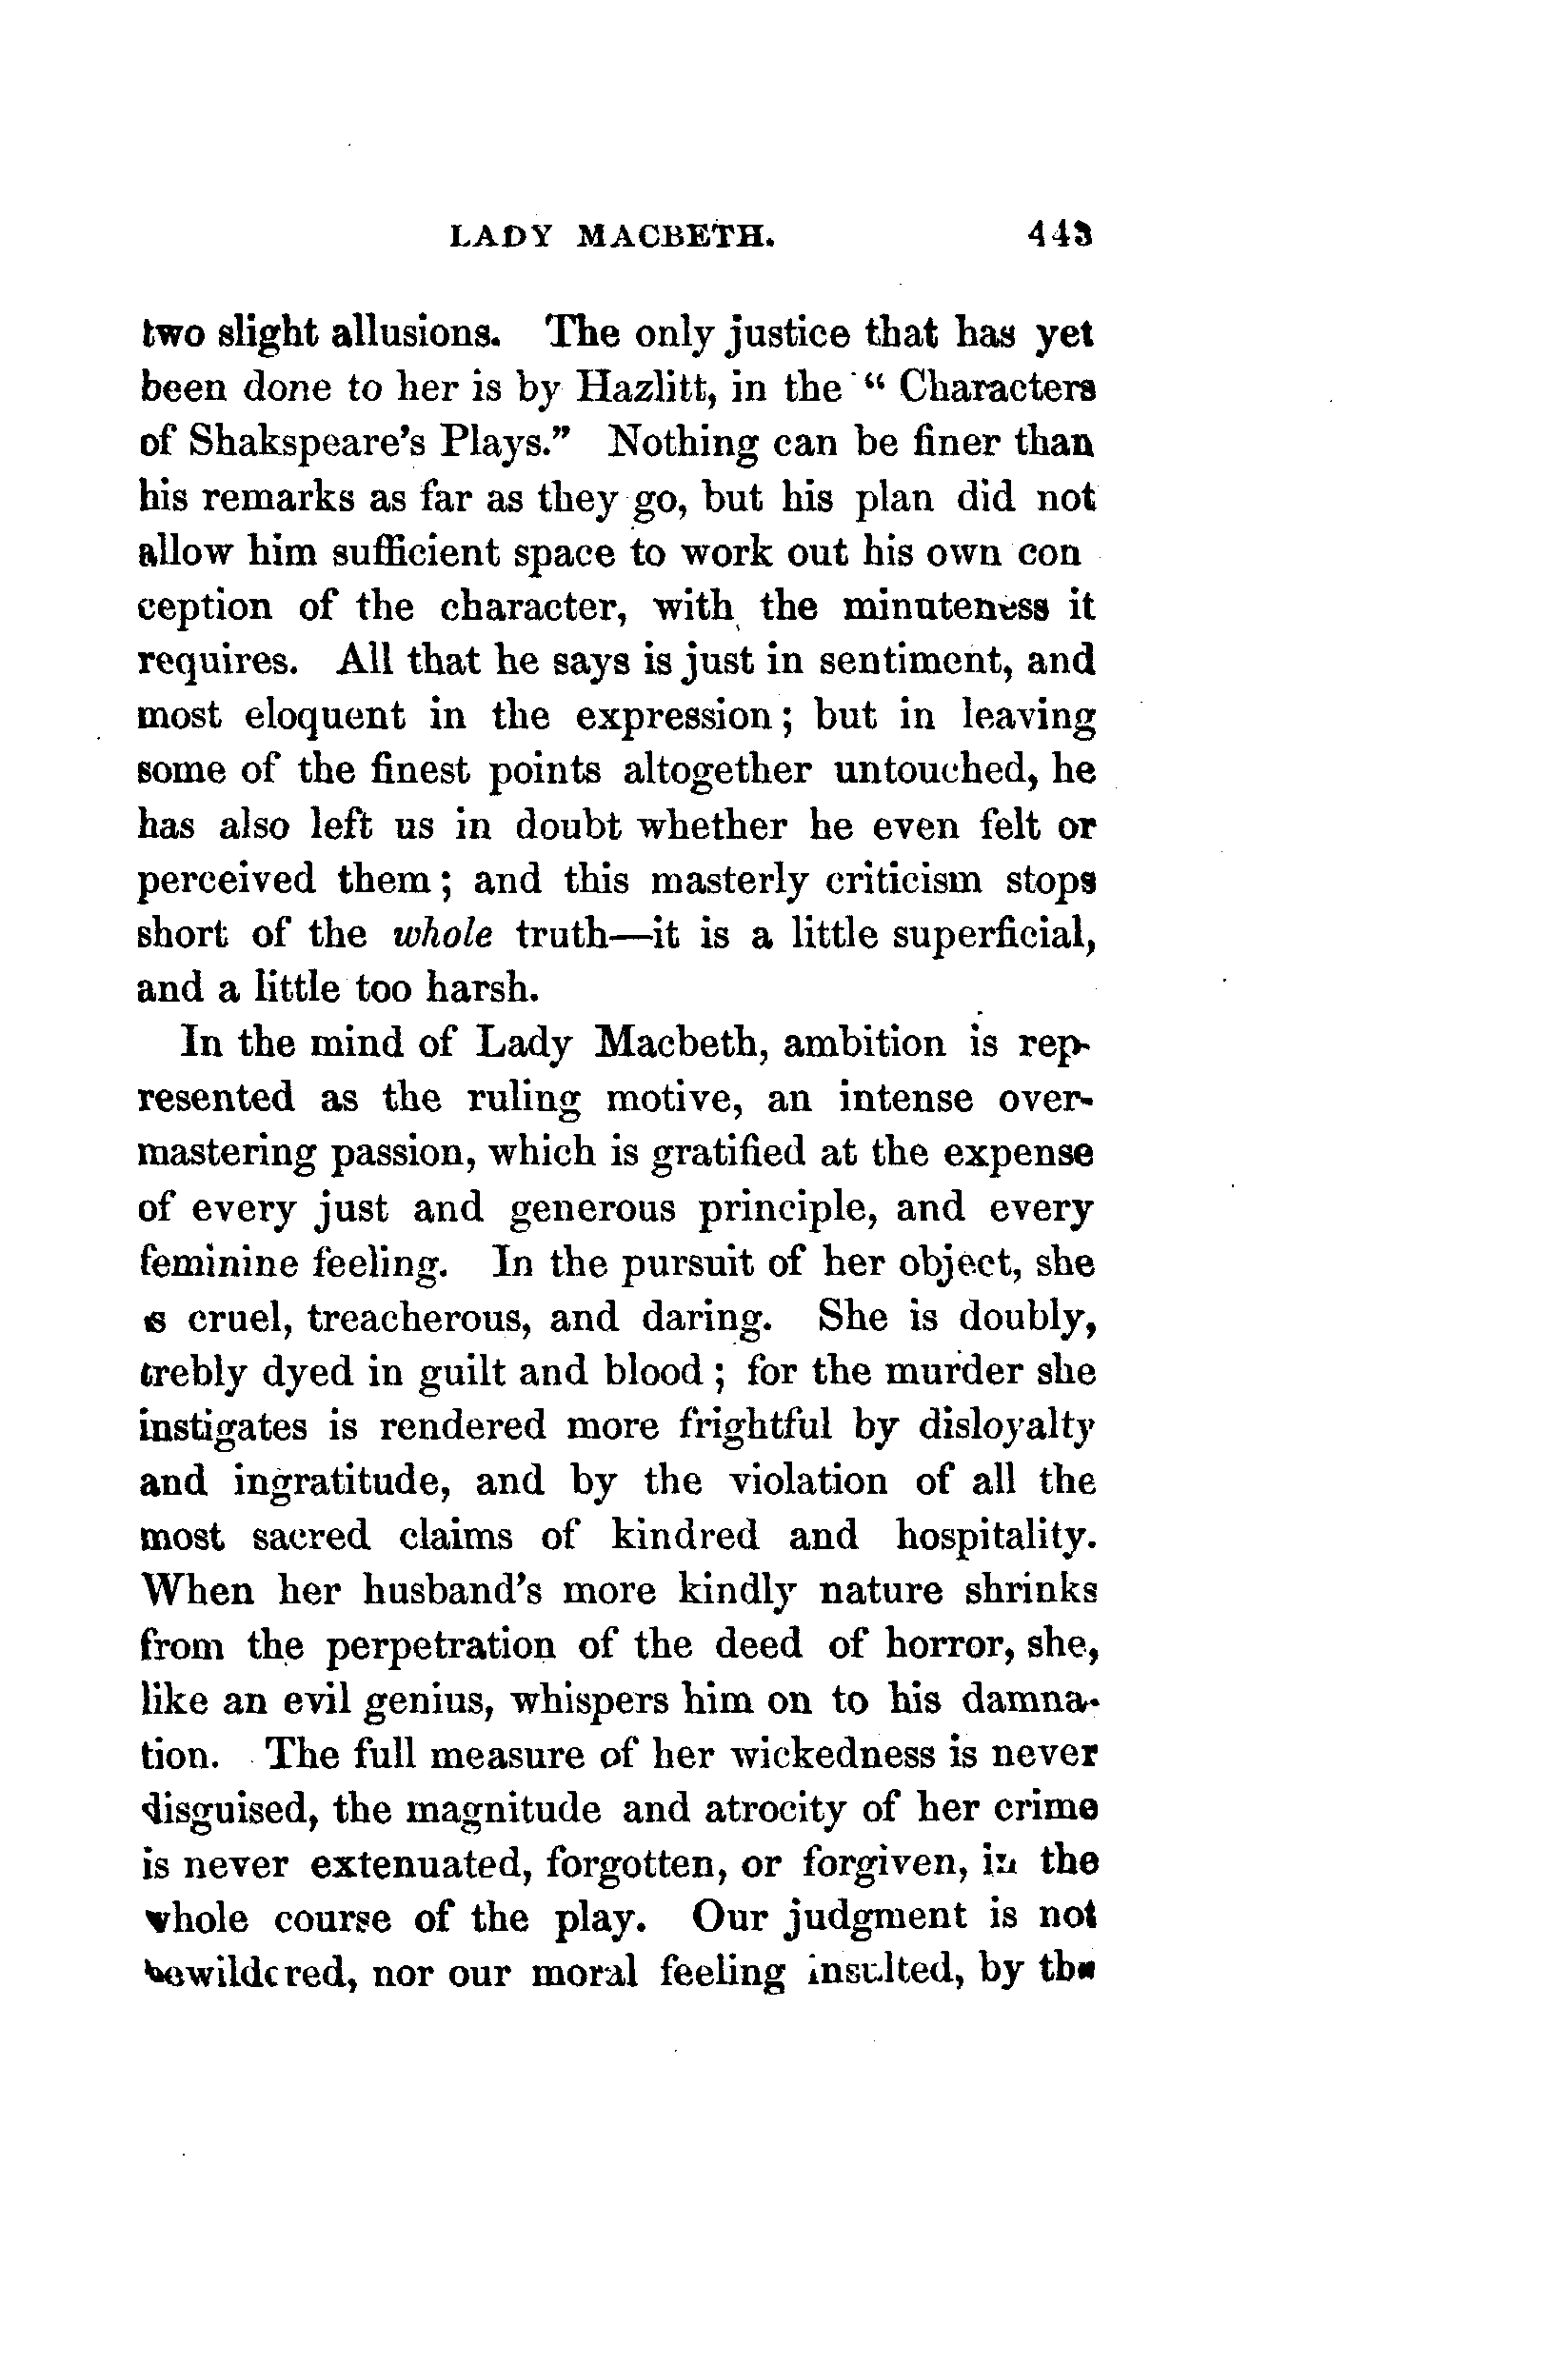 LADY MACBETH. 443
two slight allusions. The only justice that has yet
been done to her is by Hazlitt, in the " Characters
of Shakspeare's Plays." Nothing can be finer than
his remarks as far as they go, but his plan did not
allow him sufficient space to work out his own con
ception of the character, with the minuteness it
requires. All that he says is just in sentiment, and
most eloquent in the expression; but in leaving
some of the finest points altogether untouched, he
has also left us in doubt whether he even felt or
perceived them; and this masterly criticism stops
short of the whole truth—it is a little superficial,
and a little too harsh.
In the mind of Lady Macbeth, ambition is rep-
resented as the ruling motive, an intense over-
mastering passion, which is gratified at the expense
of every just and generous principle, and every
feminine feeling. In the pursuit of her object, she
is cruel, treacherous, and daring. She is doubly,
trebly dyed in guilt and blood; for the murder she
instigates is rendered more frightful by disloyalty
and ingratitude, and by the violation of all the
most sacred claims of kindred and hospitality.
When her husband's more kindly nature shrinks
from the perpetration of the deed of horror, she,
like an evil genius, whispers him on to his damna-
tion. The full measure of her wickedness is never
disguised, the magnitude and atrocity of her crime
is never extenuated, forgotten, or forgiven, in the
whole course of the play. Our judgment is not
bewildered, nor our moral feeling insulted, by the